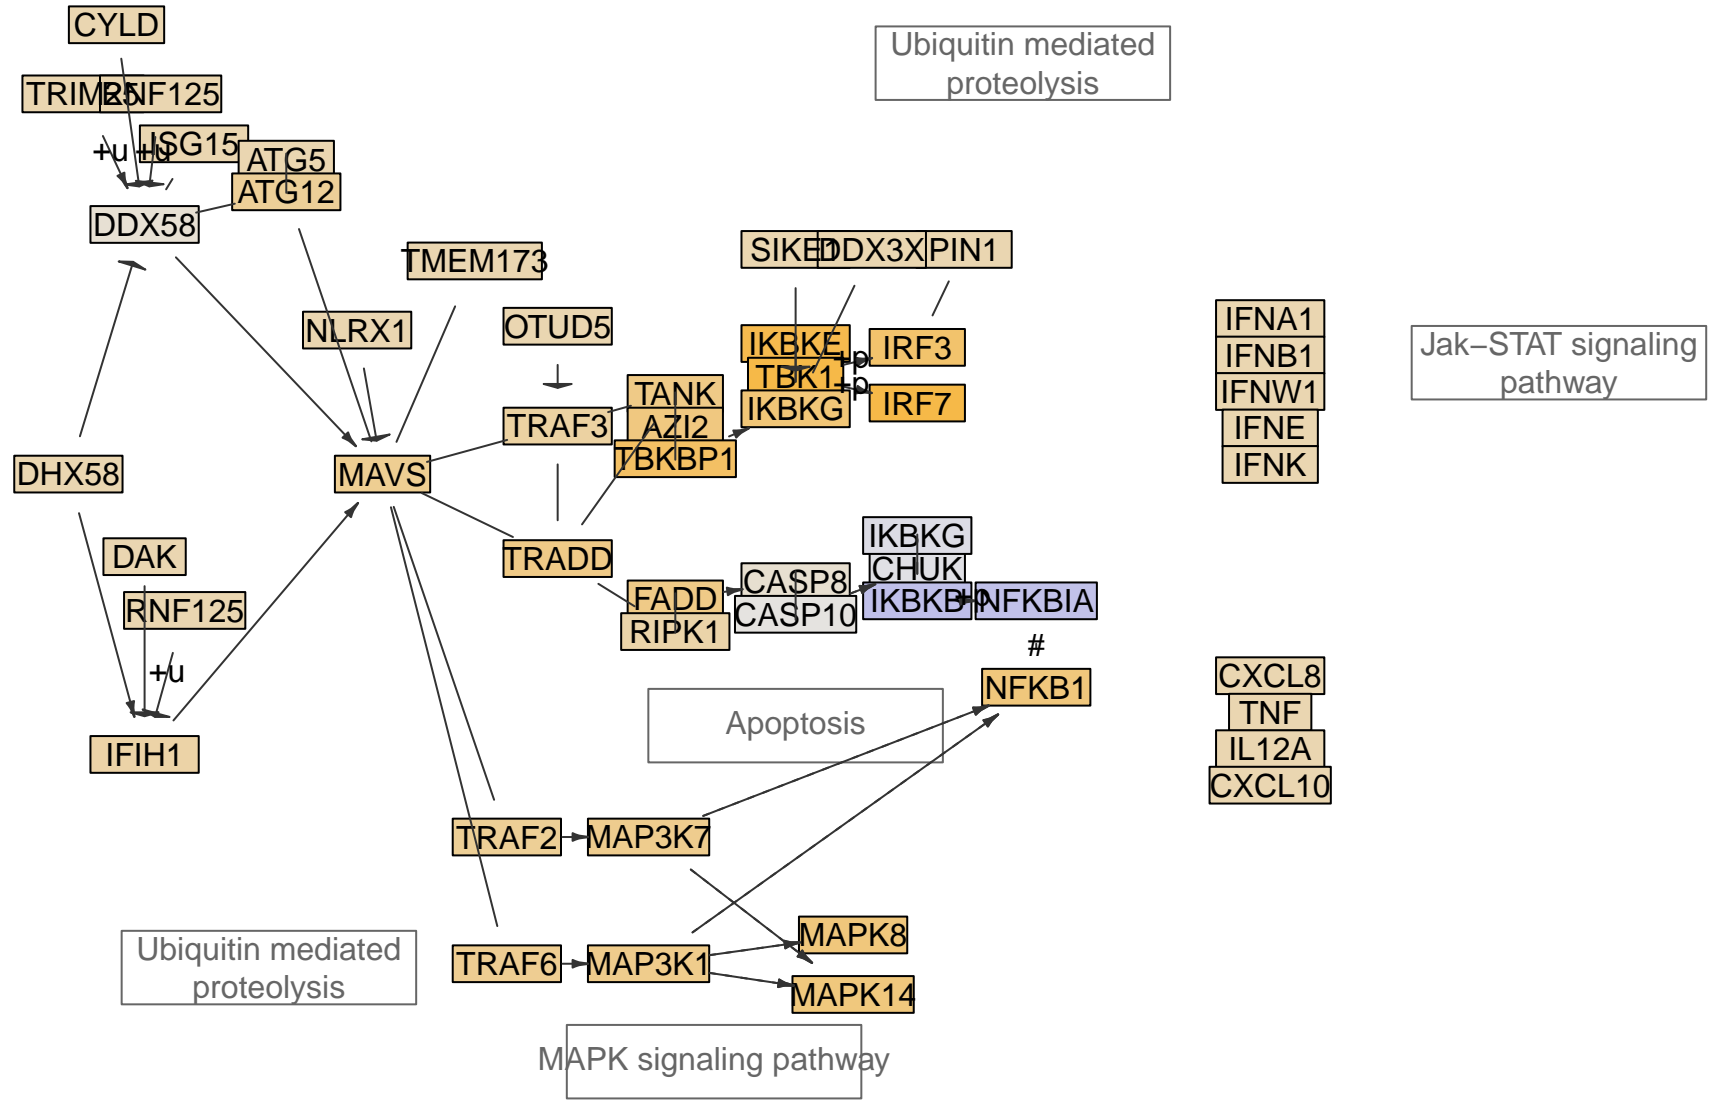 CYLD
Ubiquitin mediated
proteolysis
TRIM25
RNF125
ISG15
+u
+u
ATG5
ATG12
DDX58
TMEM173
SIKE1
DDX3X
PIN1
NLRX1
OTUD5
IKBKE
+p
IRF3
TBK1
+p
IKBKG
IRF7
IFNA1
IFNB1
IFNW1
IFNE
IFNK
Jak−STAT signaling
pathway
TANK
AZI2
TBKBP1
TRAF3
DHX58
MAVS
DAK
RNF125
+u
IFIH1
TRADD
FADD
RIPK1
CASP8
CASP10
IKBKG
CHUK
IKBKB
+p
NFKBIA
#
NFKB1
Apoptosis
CXCL8
TNF
IL12A
CXCL10
TRAF2
MAP3K7
TRAF6
MAP3K1
MAPK8
MAPK14
Ubiquitin mediated
proteolysis
MAPK signaling pathway